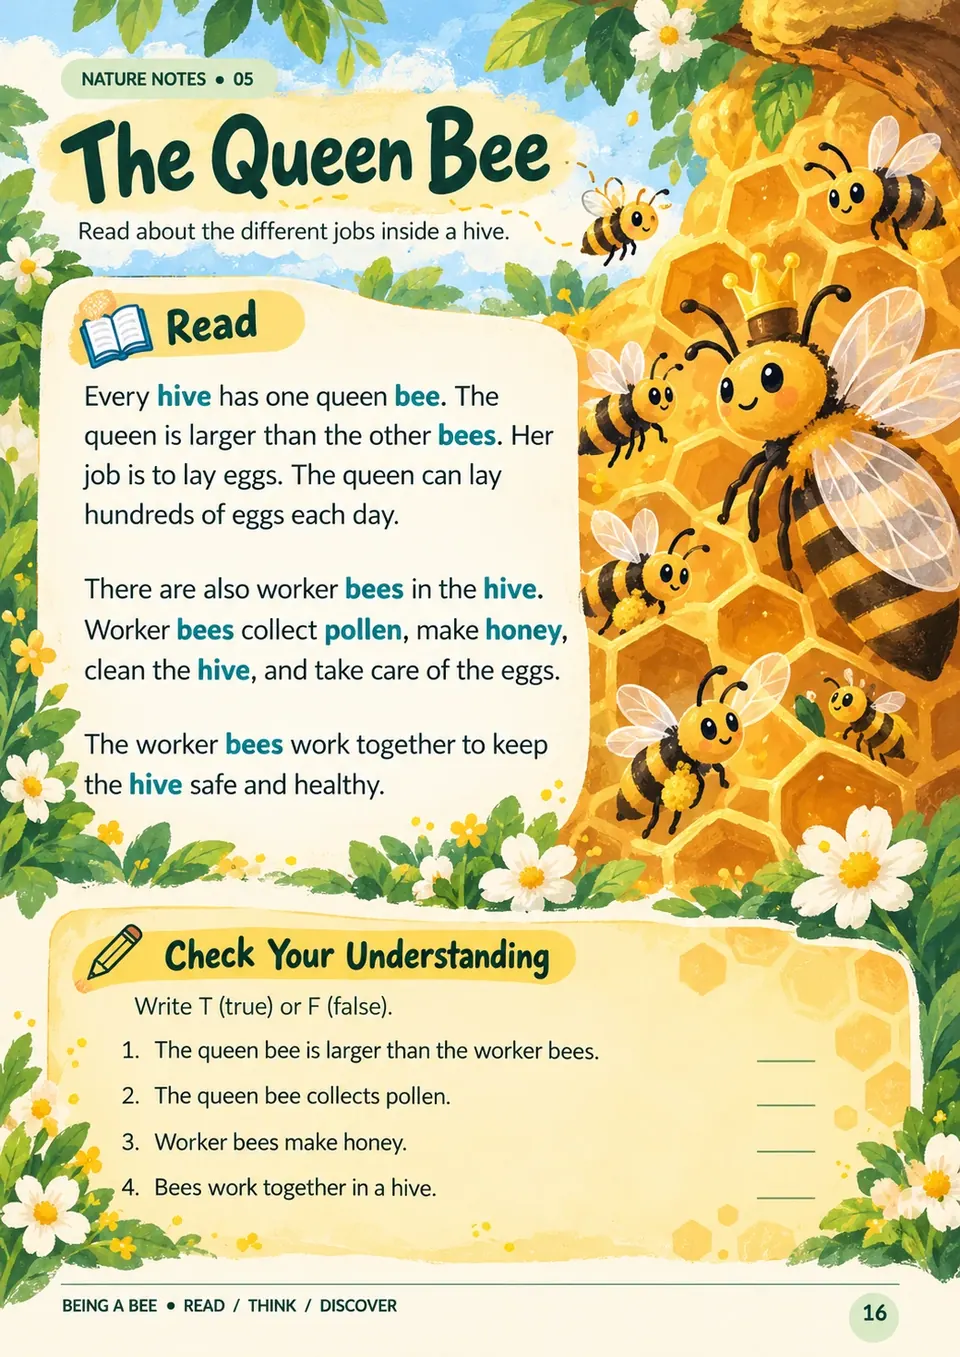 NATURE NOTES • 05
The Queen Bee
Read about the different jobs inside a hive.
Read
Every hive has one queen bee. The
queen is larger than the other bees. Her
job is to lay eggs. The queen can lay
hundreds of eggs each day.
There are also worker bees in the hive.
Worker bees collect pollen, make honey,
clean the hive, and take care of the eggs.
The worker bees work together to keep
the hive safe and healthy.
Check Your Understanding
Write T (true) or F (false).
1. The queen bee is larger than the worker bees.
2. The queen bee collects pollen.
3. Worker bees make honey.
4. Bees work together in a hive.
BEING A BEE • READ / THINK / DISCOVER
16